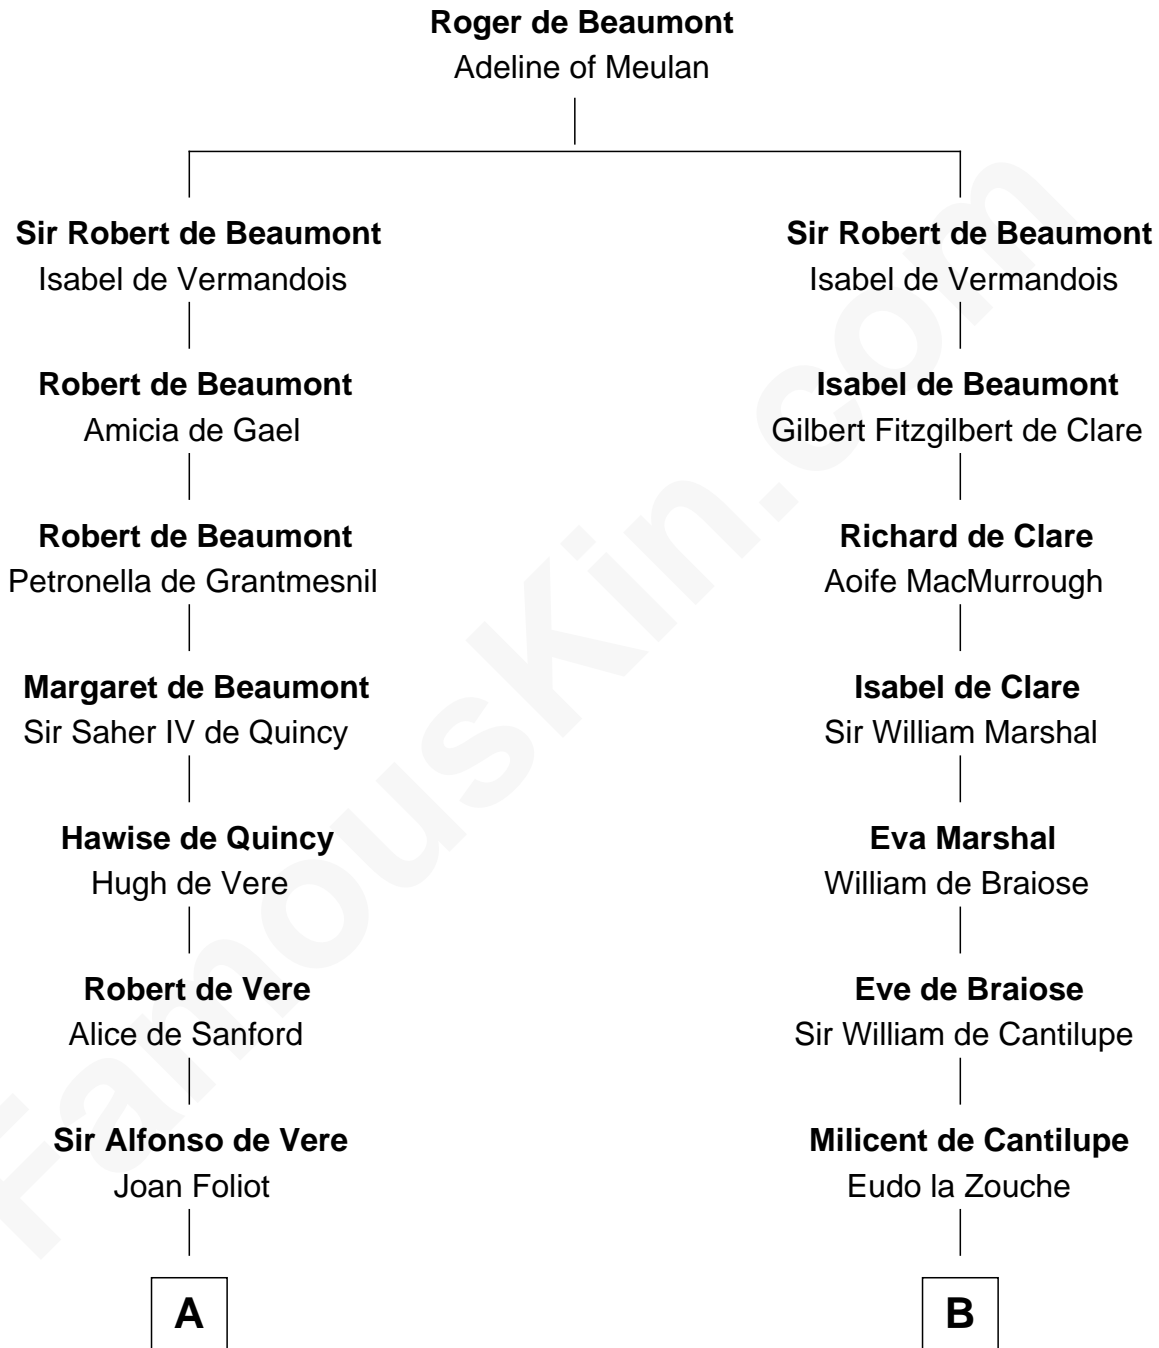 Roger de Beaumont
Adeline of Meulan
Sir Robert de Beaumont
Isabel de Vermandois
Robert de Beaumont
Amicia de Gael
Robert de Beaumont
Petronella de Grantmesnil
Margaret de Beaumont
Sir Saher IV de Quincy
Hawise de Quincy
Hugh de Vere
Robert de Vere
Alice de Sanford
Sir Alfonso de Vere
Joan Foliot
A
Sir Robert de Beaumont
Isabel de Vermandois
Isabel de Beaumont
Gilbert Fitzgilbert de Clare
Richard de Clare
Aoife MacMurrough
Isabel de Clare
Sir William Marshal
Eva Marshal
William de Braiose
Eve de Braiose
Sir William de Cantilupe
Milicent de Cantilupe
Eudo la Zouche
B
FamousKin.com